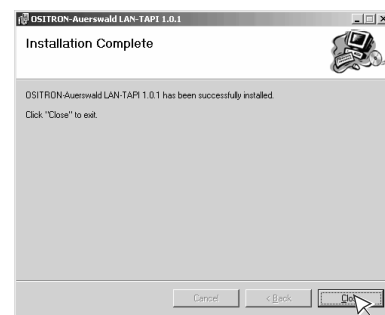 OSITRON-Auerswald LAN-TAPI 1.0.1
Installation Complete
OSITRON-Auerswald LAN-TAPI 1.0.1 has been successfully installed.
Click "Close" to exit.
Cancel
< Back